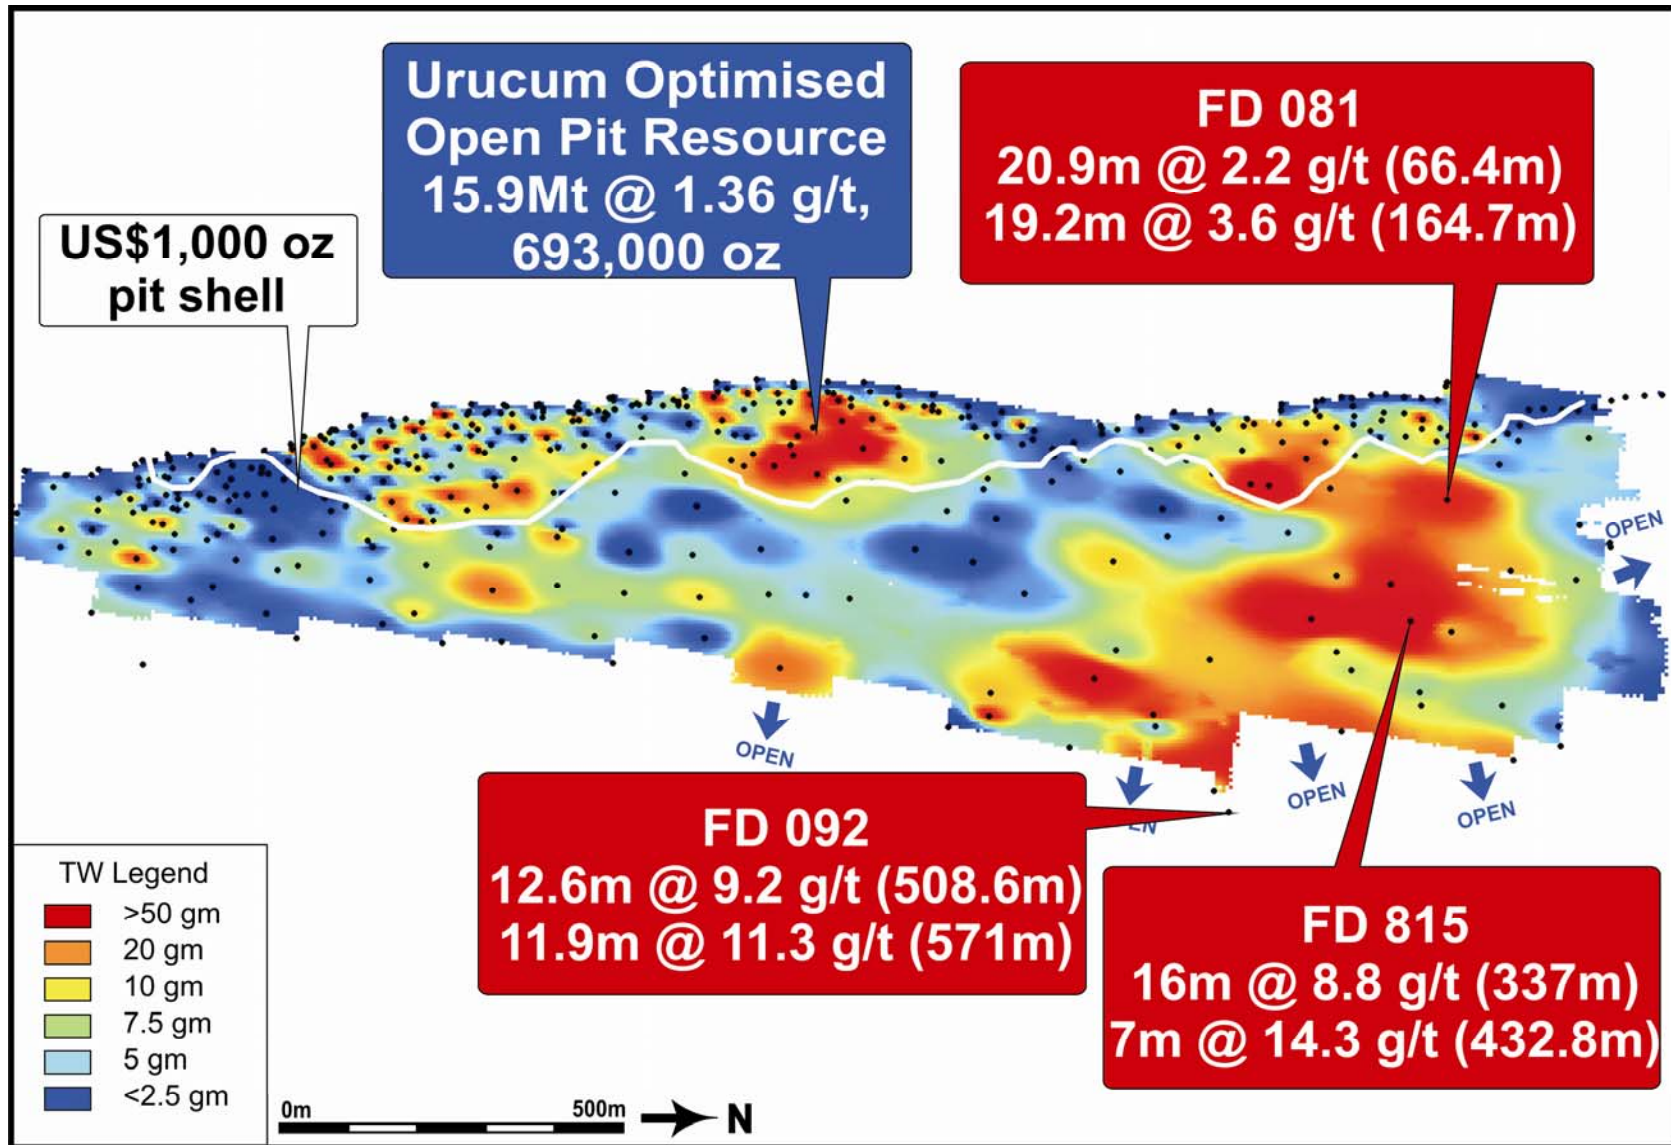 Urucum Optimised
Open Pit Resource
15.9Mt @ 1.36 g/t,
693,000 oz
FD 081
20.9m @ 2.2 g/t (66.4m)
19.2m @ 3.6 g/t (164.7m)
US$1,000 oz
pit shell
OPEN
OPEN
OPEN
OPEN
EN
FD 092
12.6m @ 9.2 g/t (508.6m)
11.9m @ 11.3 g/t (571m)
FD 815
16m @ 8.8 g/t (337m)
7m @ 14.3 g/t (432.8m)
TW Legend
>50 gm
20 gm
10 gm
7.5 gm
5 gm
<2.5 gm
0m 500m N